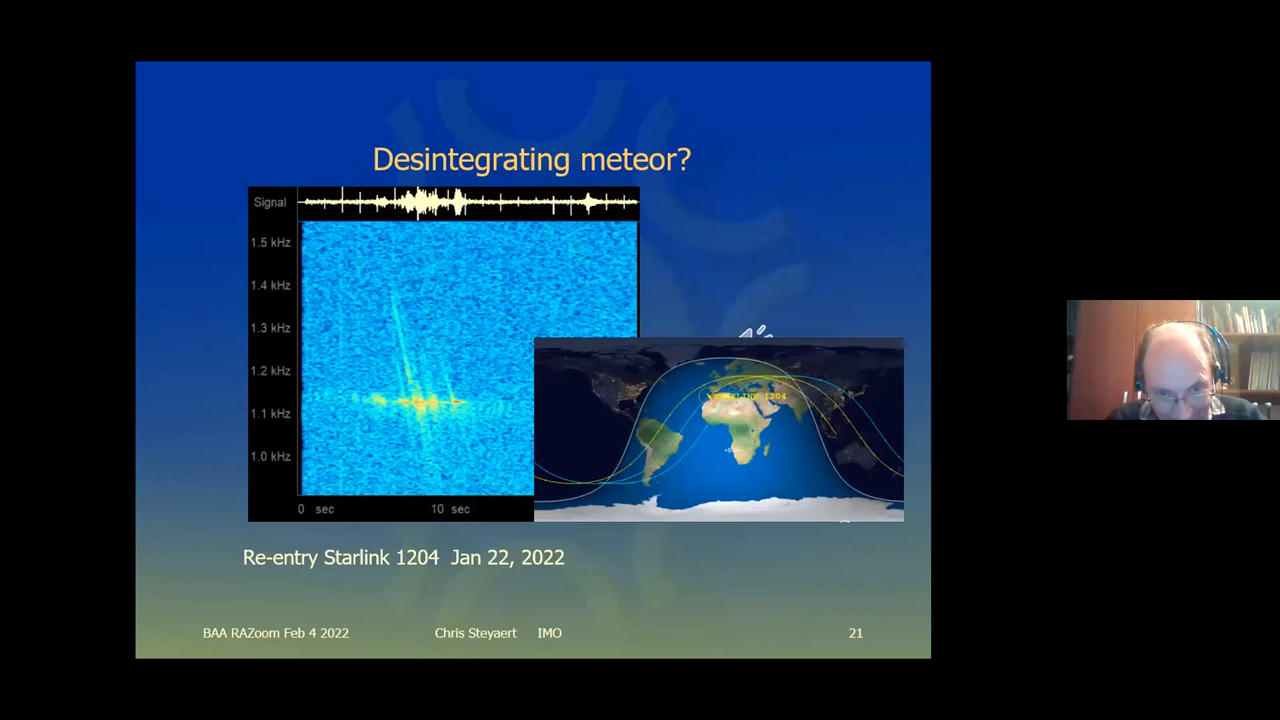 Desintegrating meteor?
Signal
1.5 kHz
1.4 kHz
1.3 kHz
1.2 kHz
1.1 kHz
1.0 kHz
0 sec
10 sec
STARLINK 1204
Re-entry Starlink 1204 Jan 22, 2022
BAA RAZoom Feb 4 2022
Chris Steyaert IMO
21